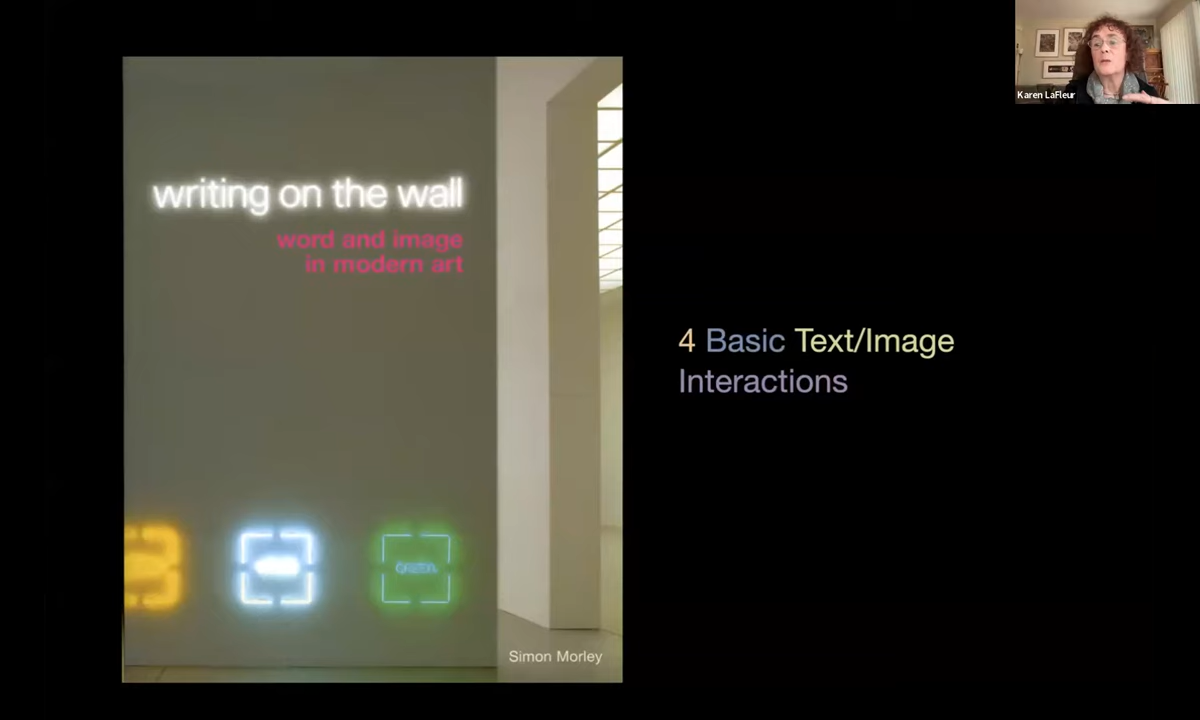 Karen LaFleur
writing on the wall
word and image
in modern art
4 Basic Text/Image
Interactions
Simon Morley